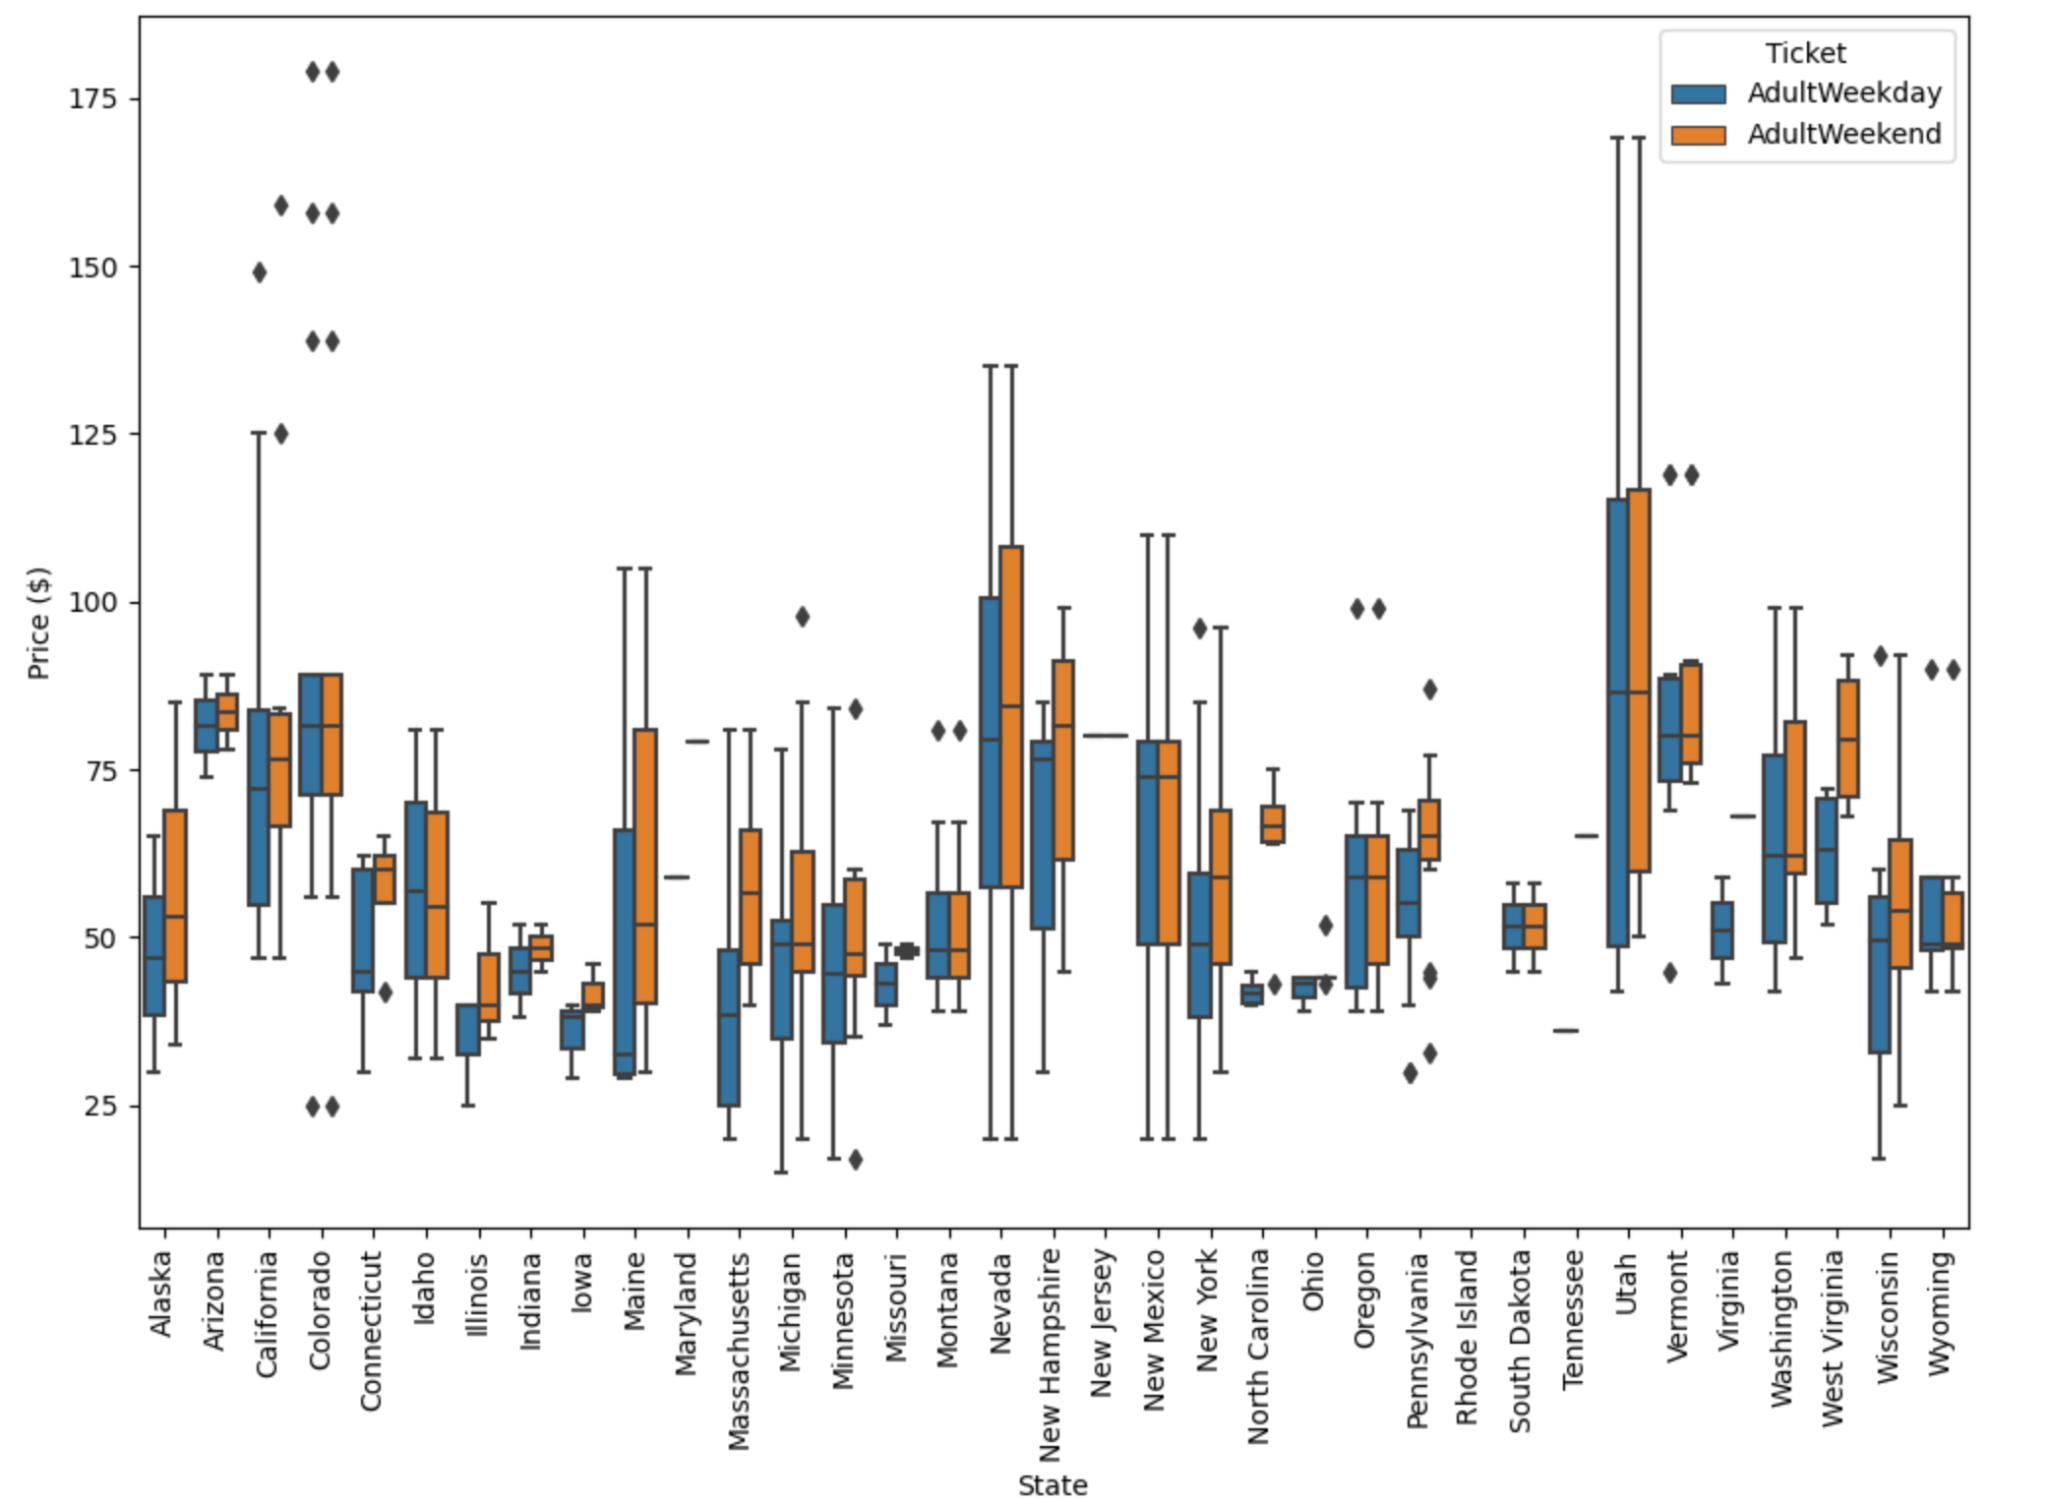 Ticket
AdultWeekday
AdultWeekend
175
150
125
100
75
50
25
Price ($)
Alaska
Arizona
California
Colorado
Connecticut
Idaho
Illinois
Indiana
Iowa
Maine
Maryland
Massachusetts
Michigan
Minnesota
Missouri
Montana
Nevada
New Hampshire
New Jersey
New Mexico
New York
North Carolina
Ohio
Oregon
Pennsylvania
Rhode Island
South Dakota
Tennessee
Utah
Vermont
Virginia
Washington
West Virginia
Wisconsin
Wyoming
State